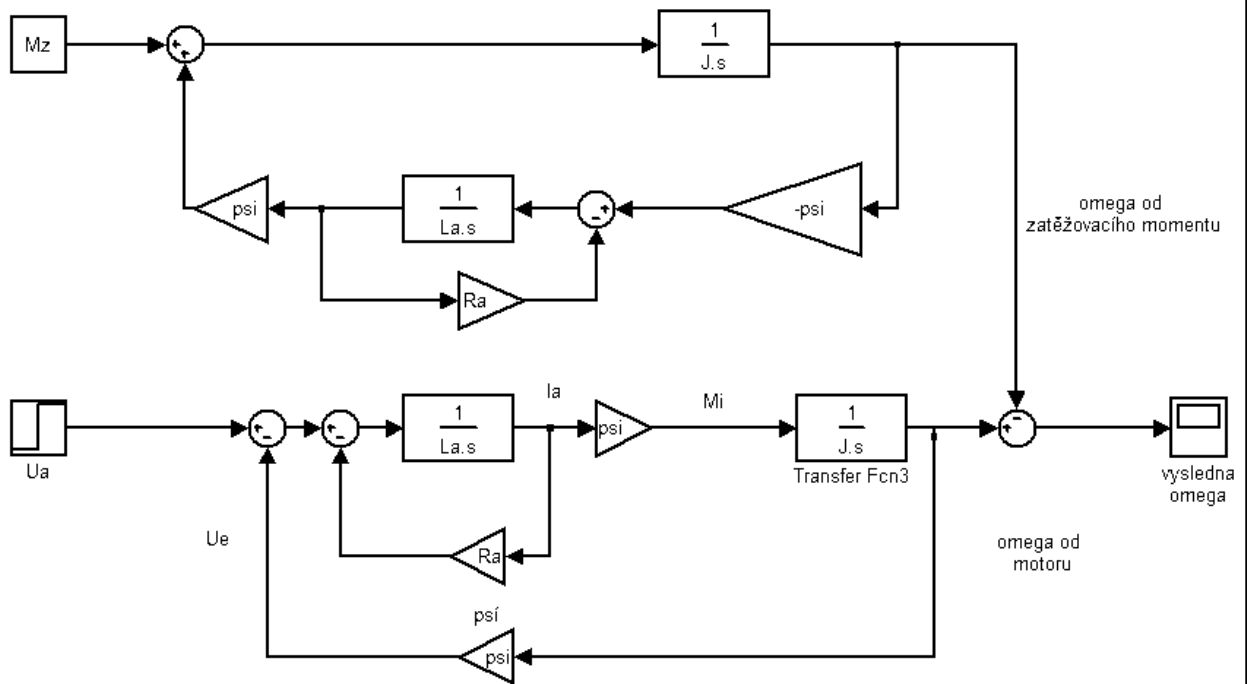 Mz
+
+
1
J.s
psi
1
La.s
- +
-psi
Ra
omega od
zatěžovacího momentu
Ua
+
-
+
-
1
La.s
Ia
psi
Mi
1
J.s
Transfer Fcn3
+ -
vysledna
omega
Ue
Ra
omega od
motoru
psí
psi